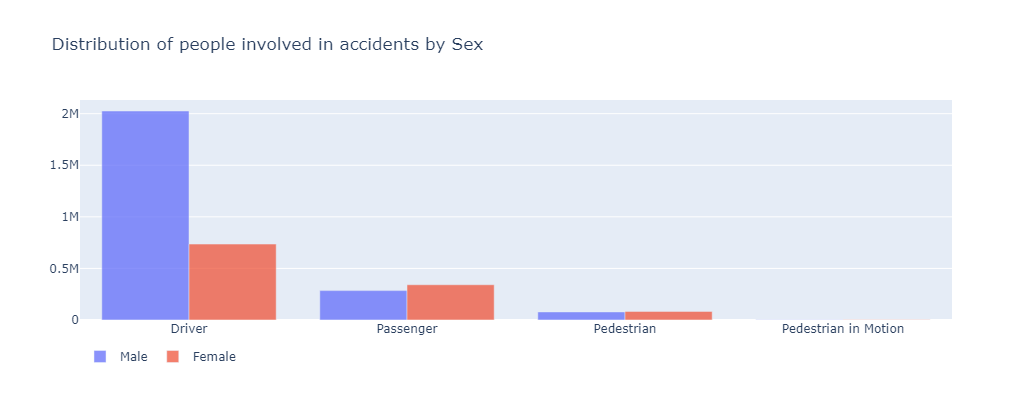 Distribution of people involved in accidents by Sex
2M
1.5M
1M
0.5M
0
Driver Passenger Pedestrian Pedestrian in Motion
Male Female